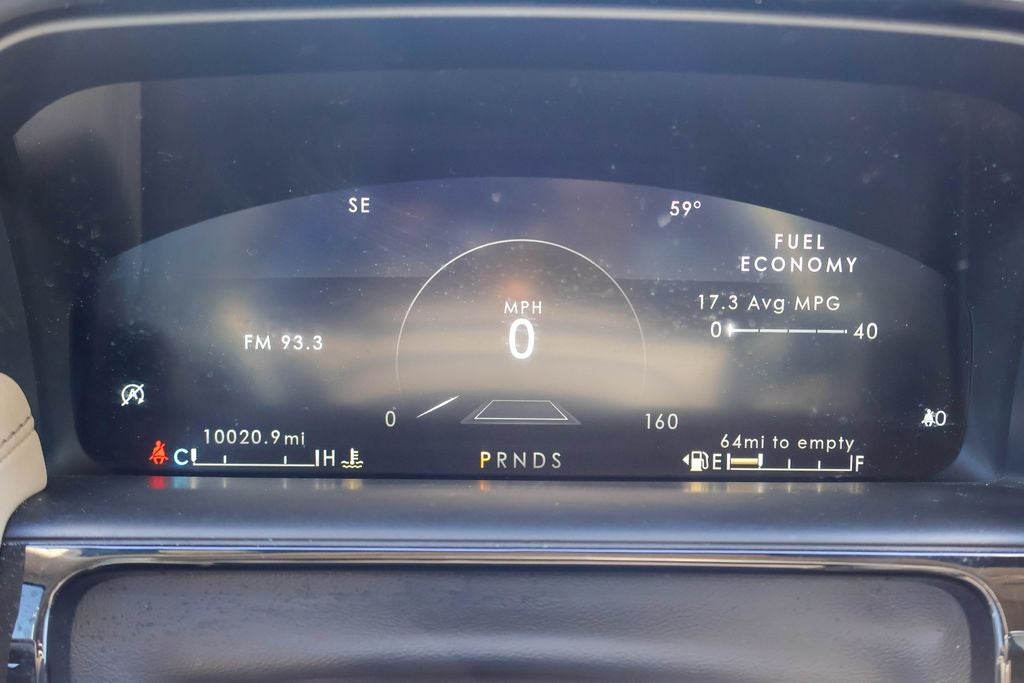 SE
59°
FUEL
ECONOMY
17.3 Avg MPG
0 40
MPH
0
FM 93.3
0
160
10020.9mi
C H
PRNDS
64mi to empty
E F